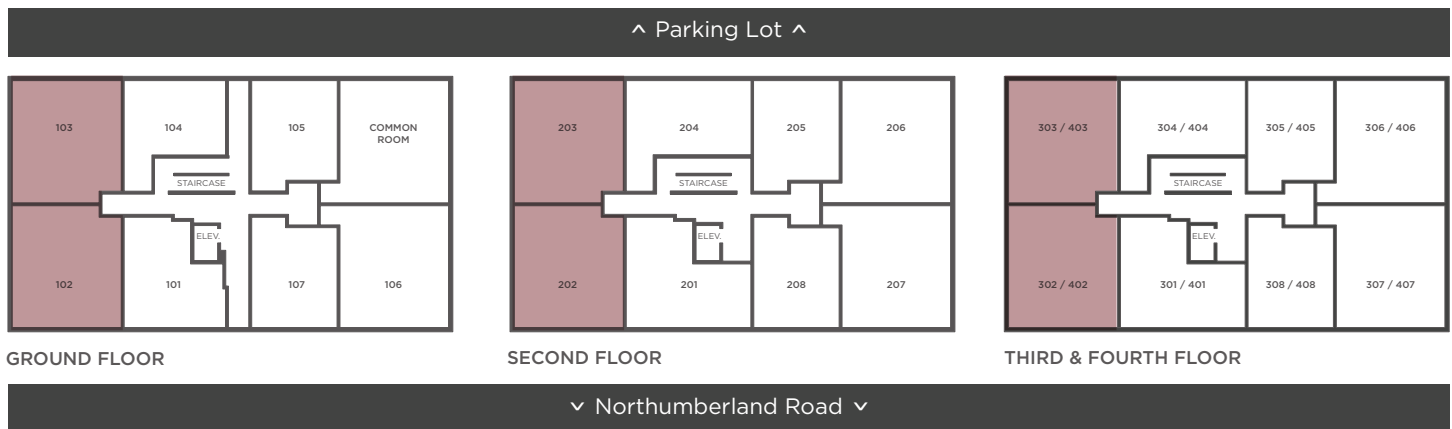 ^ Parking Lot ^
103
104
105
COMMON
ROOM
STAIRCASE
ELEV.
102
101
107
106
GROUND FLOOR
203
204
205
206
STAIRCASE
ELEV.
202
201
208
207
SECOND FLOOR
303 / 403
304 / 404
305 / 405
306 / 406
STAIRCASE
ELEV.
302 / 402
301 / 401
308 / 408
307 / 407
THIRD & FOURTH FLOOR
v Northumberland Road v